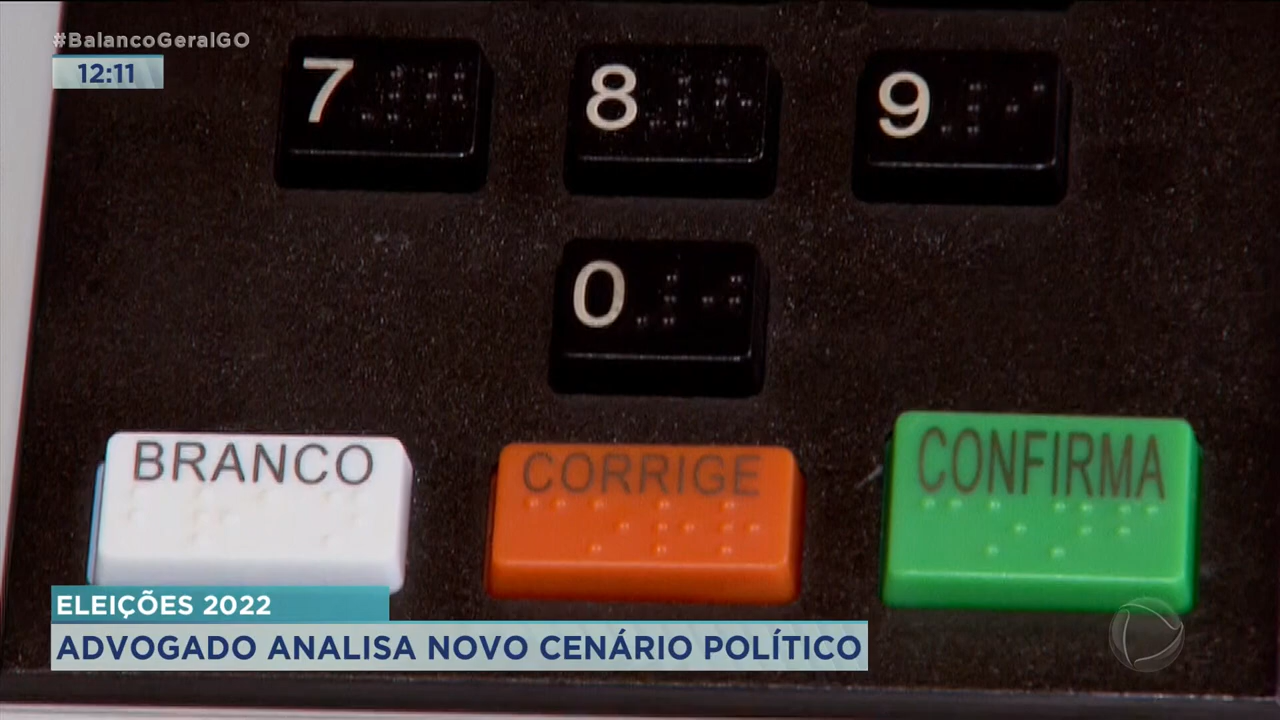 #BalancoGeralGO
12:11
7 8 9
0
BRANCO CORRIGE CONFIRMA
ELEIÇÕES 2022
ADVOGADO ANALISA NOVO CENÁRIO POLÍTICO